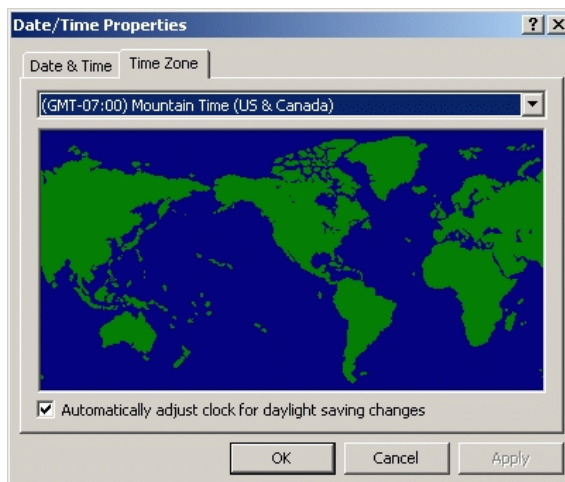 Date/Time Properties
Date & Time Time Zone
(GMT-07:00) Mountain Time (US & Canada)
Automatically adjust clock for daylight saving changes
OK Cancel Apply